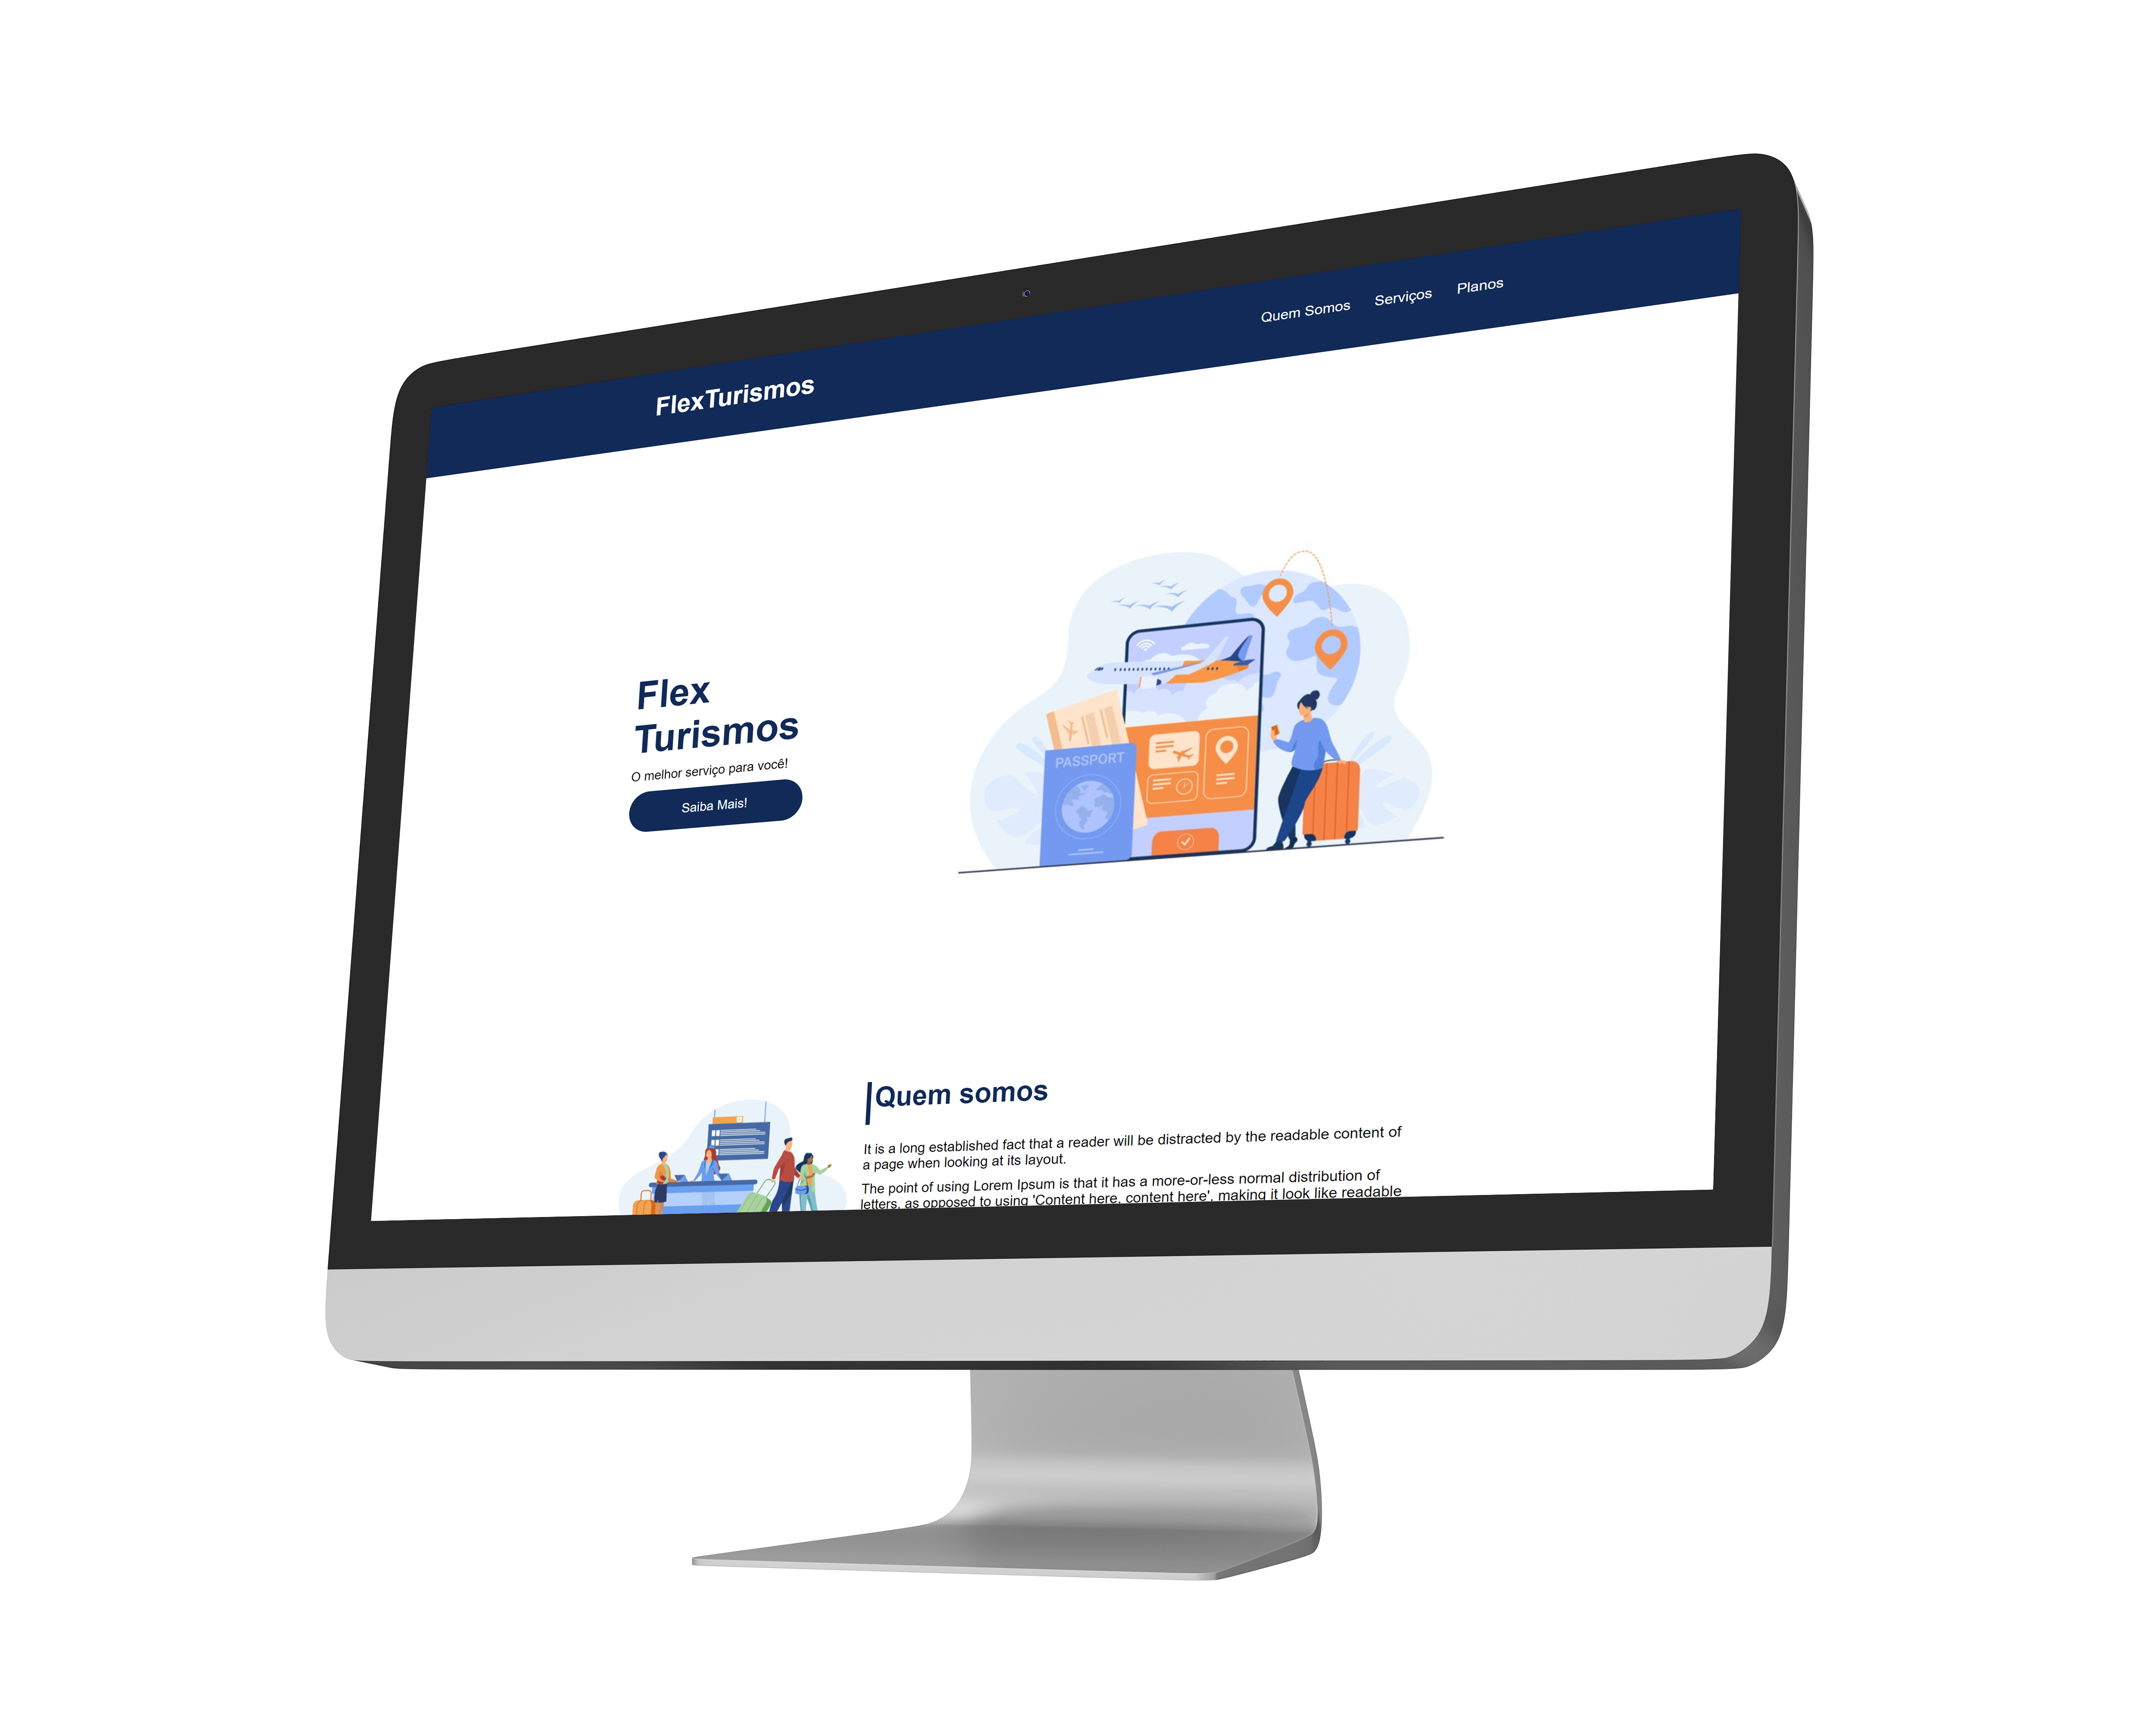 FlexTurismos
Quem Somos Serviços Planos
Flex
Turismos
O melhor serviço para você!
Saiba Mais!
PASSPORT
Quem somos
It is a long established fact that a reader will be distracted by the readable content of
a page when looking at its layout.
The point of using Lorem Ipsum is that it has a more-or-less normal distribution of
letters, as opposed to using 'Content here, content here', making it look like readable